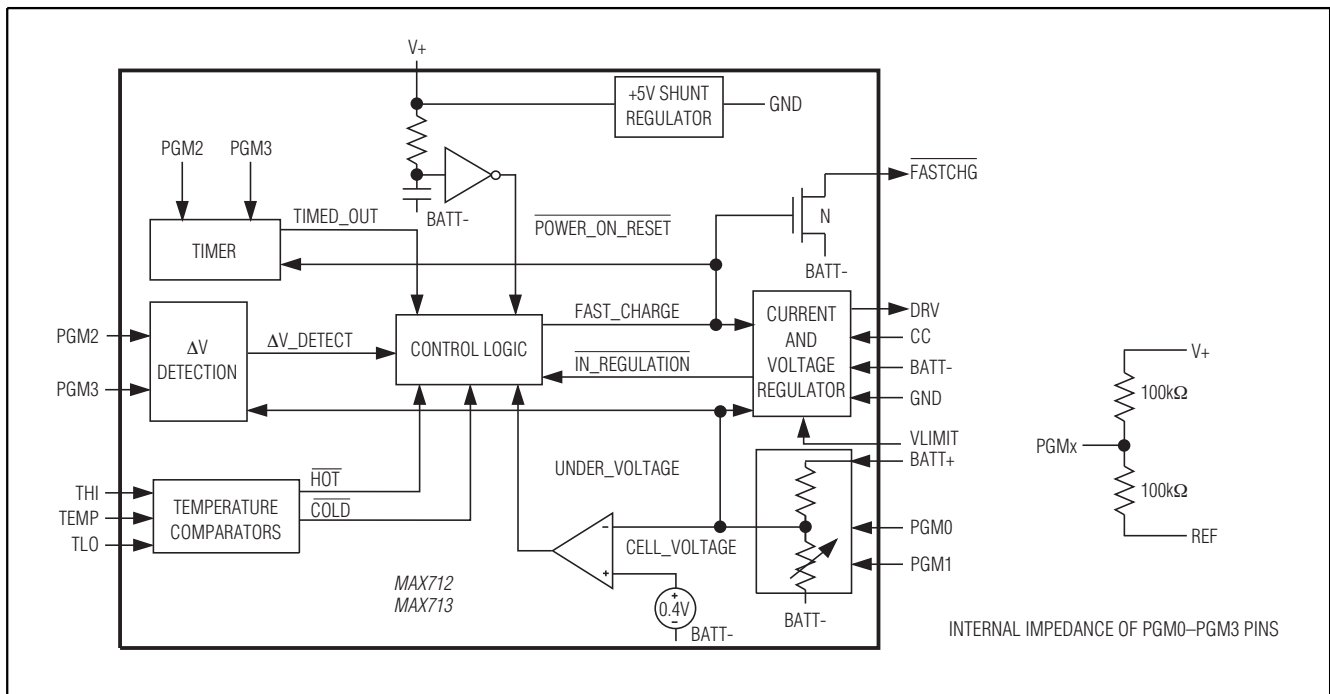 V+
+5V SHUNT
REGULATOR
GND
PGM2
PGM3
BATT-
TIMED_OUT
POWER_ON_RESET
FASTCHG
N
BATT-
TIMER
PGM2
PGM3
ΔV
DETECTION
ΔV_DETECT
CONTROL LOGIC
FAST_CHARGE
IN_REGULATION
CURRENT
AND
VOLTAGE
REGULATOR
DRV
CC
BATT-
GND
VLIMIT
BATT+
PGM0
PGM1
BATT-
THI
TEMP
TLO
TEMPERATURE
COMPARATORS
HOT
COLD
UNDER_VOLTAGE
CELL_VOLTAGE
-
+
+
0.4V
-
BATT-
MAX712
MAX713
V+
100kΩ
PGMx
100kΩ
REF
INTERNAL IMPEDANCE OF PGM0–PGM3 PINS